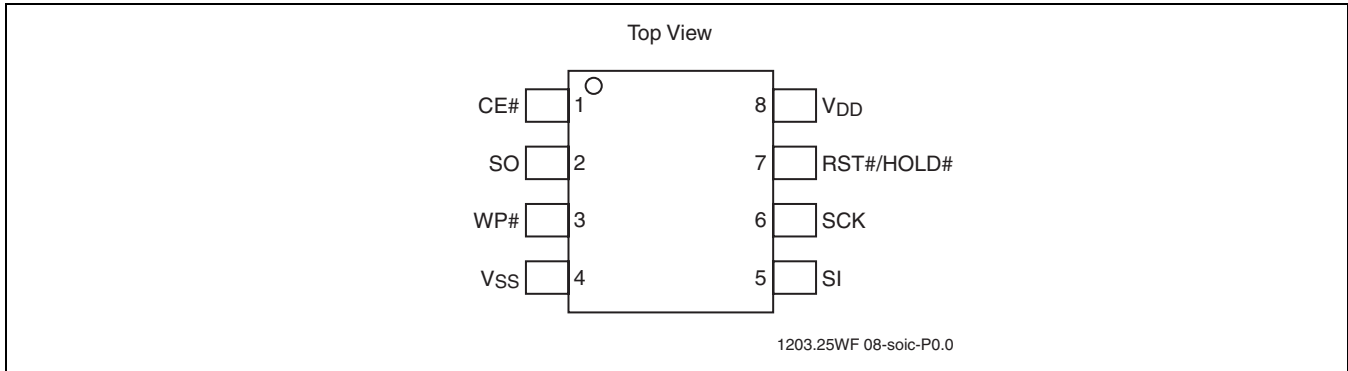 Top View
CE# 1 8 VDD
SO 2 7 RST#/HOLD#
WP# 3 6 SCK
VSS 4 5 SI
1203.25WF 08-soic-P0.0